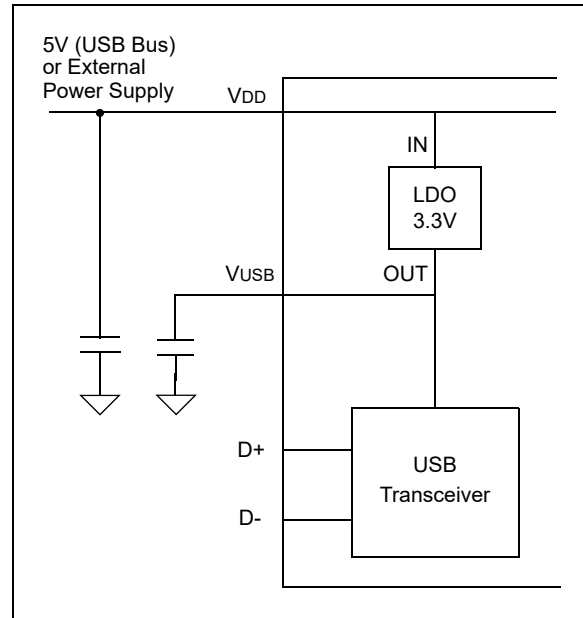 5V (USB Bus)
or External
Power Supply
VDD
IN
LDO
3.3V
VUSB
OUT
D+
USB
Transceiver
D-